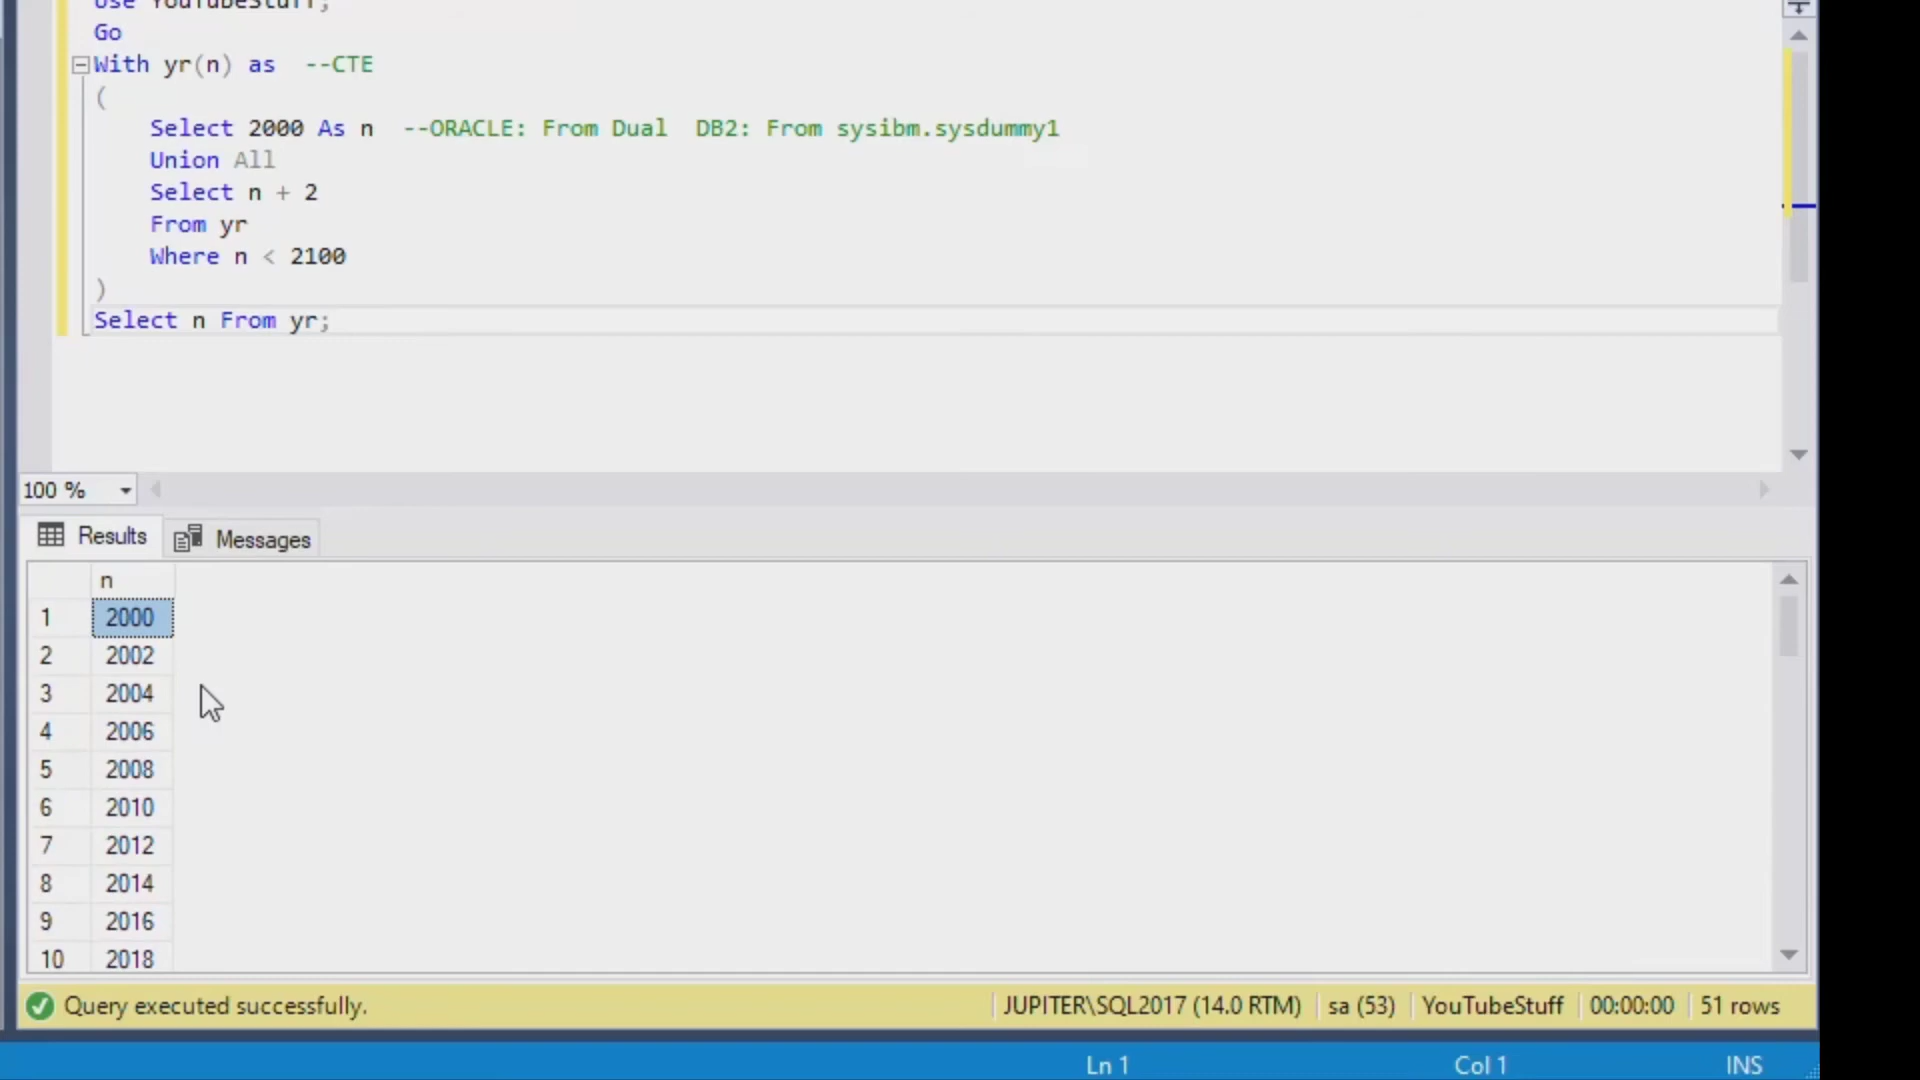 Use YouTubeStuff;
Go
With yr(n) as  --CTE
(
Select 2000 As n  --ORACLE: From Dual  DB2: From sysibm.sysdummy1
Union All
Select n + 2
From yr
Where n < 2100
)
Select n From yr;
100 %
Results Messages
n
1 2000
2 2002
3 2004
4 2006
5 2008
6 2010
7 2012
8 2014
9 2016
10 2018
Query executed successfully. JUPITER\SQL2017 (14.0 RTM) sa (53) YouTubeStuff 00:00:00 51 rows
Ln 1 Col 1 INS